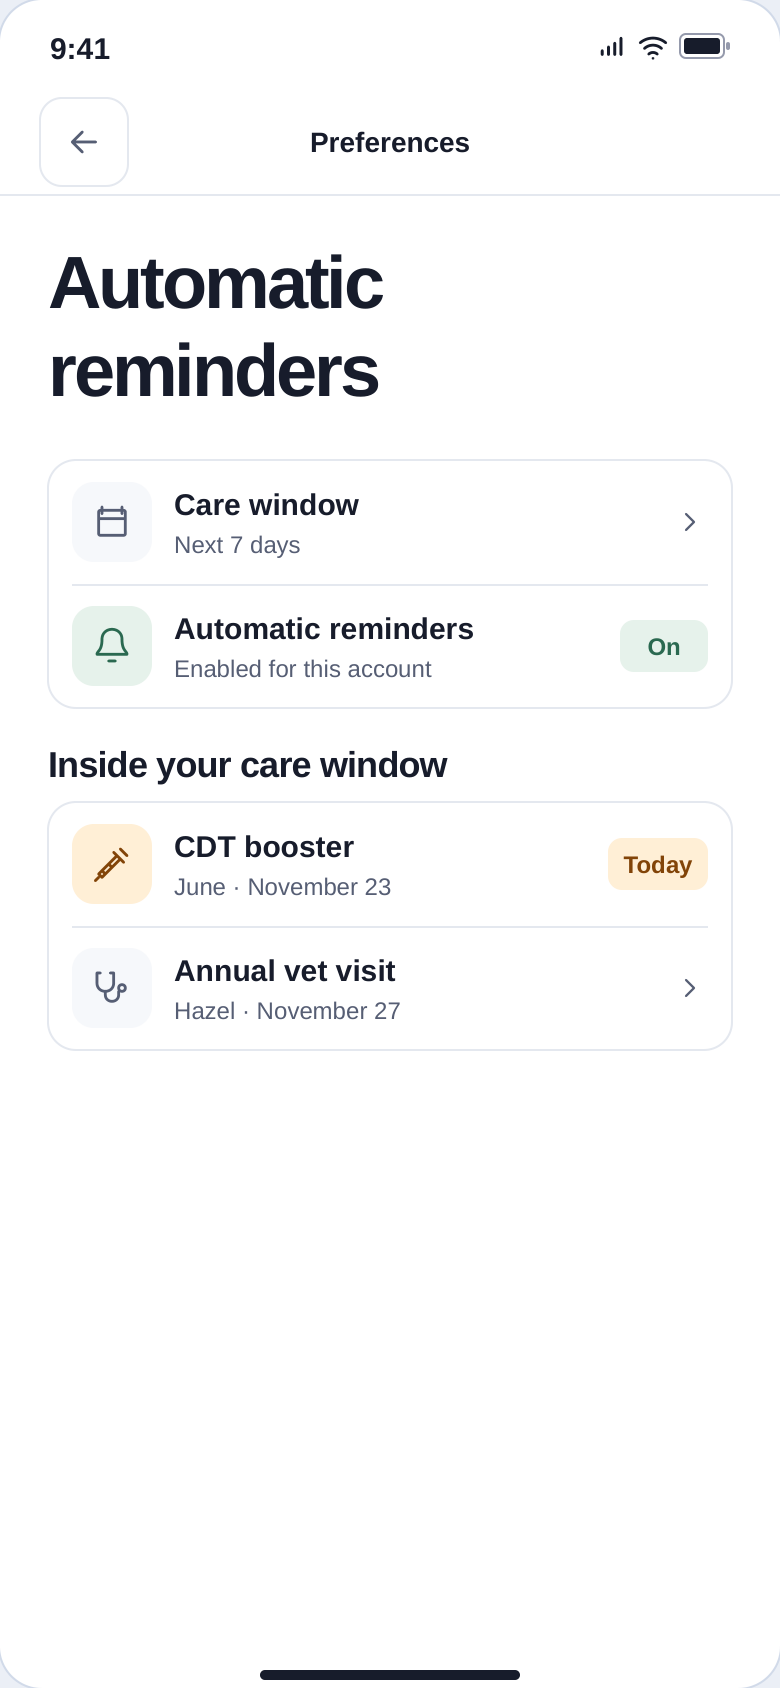 9:41
Preferences
Automatic
reminders
Care window
Next 7 days
Automatic reminders
Enabled for this account
On
Inside your care window
CDT booster
June · November 23
Today
Annual vet visit
Hazel · November 27